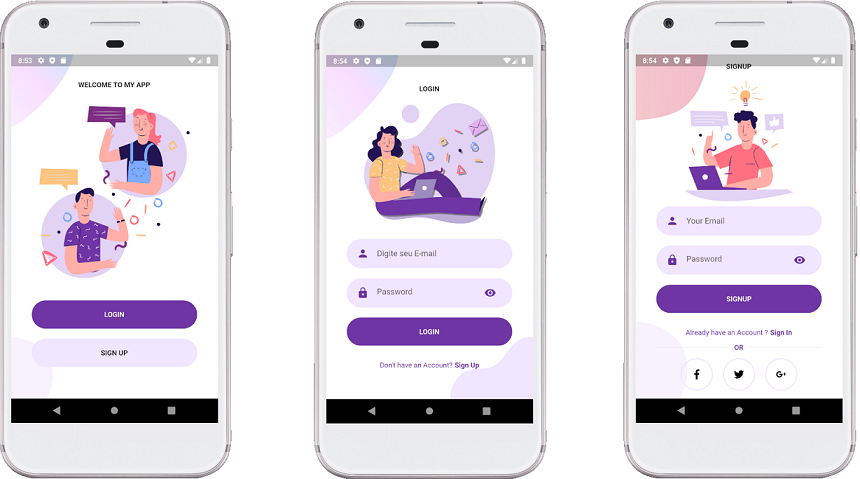 8:53
WELCOME TO MY APP
LOGIN
SIGN UP
8:54
LOGIN
Digite seu E-mail
Password
LOGIN
Don't have an Account? Sign Up
8:54
SIGNUP
Your Email
Password
SIGNUP
Already have an Account ? Sign In
OR
f
G+